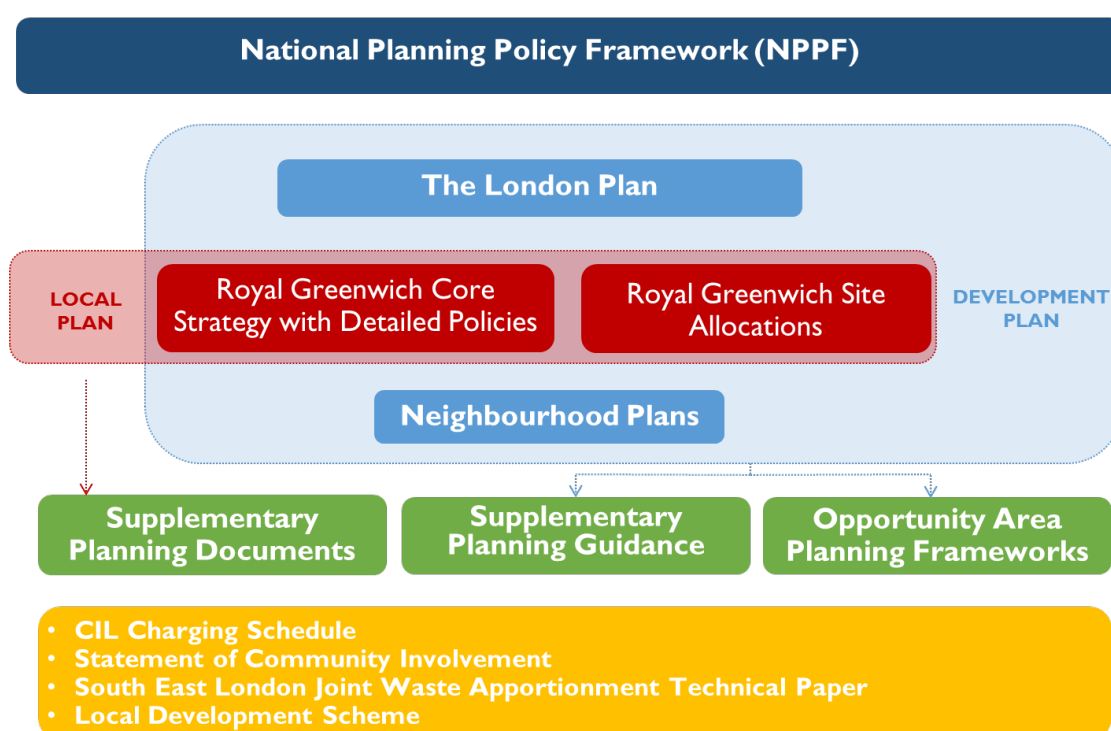 National Planning Policy Framework (NPPF)
The London Plan
LOCAL
PLAN
Royal Greenwich Core
Strategy with Detailed Policies
Royal Greenwich Site
Allocations
DEVELOPMENT
PLAN
Neighbourhood Plans
Supplementary
Planning Documents
Supplementary
Planning Guidance
Opportunity Area
Planning Frameworks
• CIL Charging Schedule
• Statement of Community Involvement
• South East London Joint Waste Apportionment Technical Paper
• Local Development Scheme